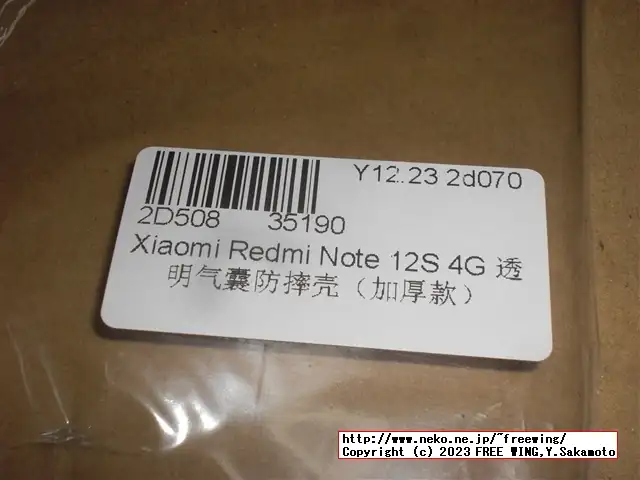 Y12.23 2d070
2D508 35190
Xiaomi Redmi Note 12S 4G 透
明气囊防摔壳（加厚款）
http://www.neko.ne.jp/~freewing/
Copyright (c) 2023 FREE WING,Y.Sakamoto